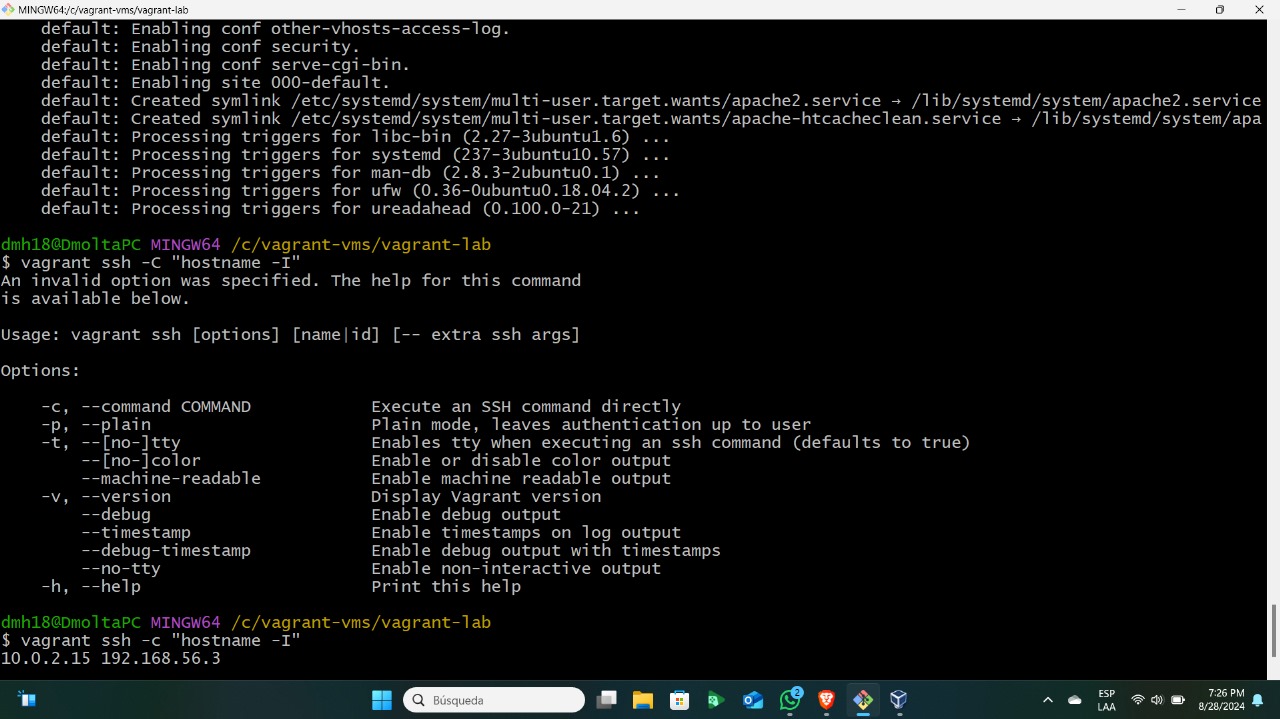 MINGW64:/c/vagrant-vms/vagrant-lab
default: Enabling conf other-vhosts-access-log.
default: Enabling conf security.
default: Enabling conf serve-cgi-bin.
default: Enabling site 000-default.
default: Created symlink /etc/systemd/system/multi-user.target.wants/apache2.service → /lib/systemd/system/apache2.service
default: Created symlink /etc/systemd/system/multi-user.target.wants/apache-htcacheclean.service → /lib/systemd/system/apa
default: Processing triggers for libc-bin (2.27-3ubuntu1.6) ...
default: Processing triggers for systemd (237-3ubuntu10.57) ...
default: Processing triggers for man-db (2.8.3-2ubuntu0.1) ...
default: Processing triggers for ufw (0.36-0ubuntu0.18.04.2) ...
default: Processing triggers for ureadahead (0.100.0-21) ...
dmh18@DmoltaPC MINGW64 /c/vagrant-vms/vagrant-lab
$ vagrant ssh -C "hostname -I"
An invalid option was specified. The help for this command
is available below.
Usage: vagrant ssh [options] [name|id] [-- extra ssh args]
Options:
-c, --command COMMAND Execute an SSH command directly
-p, --plain Plain mode, leaves authentication up to user
-t, --[no-]tty Enables tty when executing an ssh command (defaults to true)
--[no-]color Enable or disable color output
--machine-readable Enable machine readable output
-v, --version Display Vagrant version
--debug Enable debug output
--timestamp Enable timestamps on log output
--debug-timestamp Enable debug output with timestamps
--no-tty Enable non-interactive output
-h, --help Print this help
dmh18@DmoltaPC MINGW64 /c/vagrant-vms/vagrant-lab
$ vagrant ssh -c "hostname -I"
10.0.2.15 192.168.56.3
Búsqueda
2
ESP
LAA
7:26 PM
8/28/2024